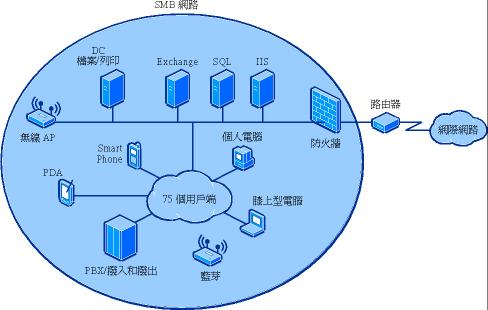 SMB 網路
DC
檔案/列印
Exchange
SQL
IIS
無線 AP
防火牆
路由器
網際網路
Smart
Phone
個人電腦
PDA
75 個用戶端
膝上型電腦
PBX/撥入和撥出
藍芽